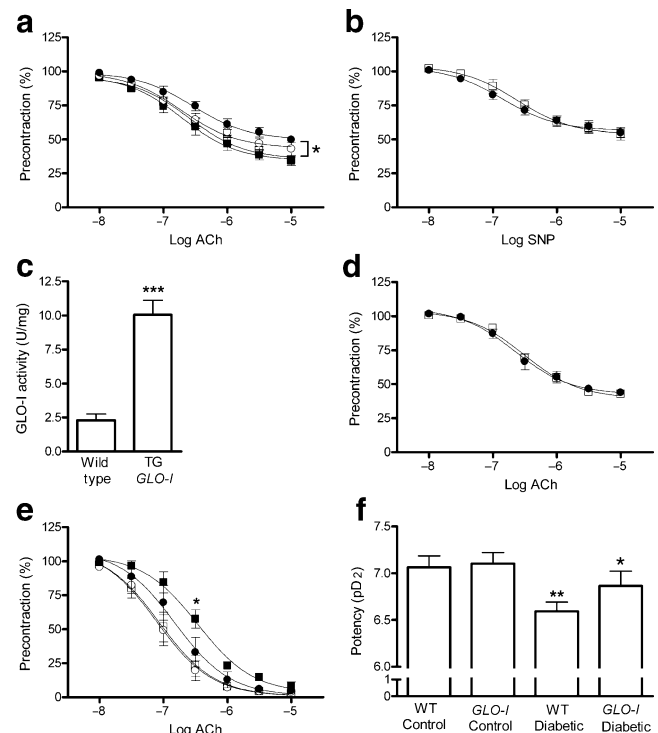 a
125
100
75
50
25
0
Precontraction (%)
*
−8 −7 −6 −5
Log ACh
b
125
100
75
50
25
0
Precontraction (%)
−8 −7 −6 −5
Log SNP
c
12.5
10.0
7.5
5.0
2.5
0.0
GLO-I activity (U/mg)
***
Wild type
TG GLO-I
d
125
100
75
50
25
0
Precontraction (%)
−8 −7 −6 −5
Log ACh
e
125
100
75
50
25
0
Precontraction (%)
*
−8 −7 −6 −5
Log ACh
f
7.5
7.0
6.5
6.0
1
0
Potency (pD2)
**
*
WT Control
GLO-I Control
WT Diabetic
GLO-I Diabetic